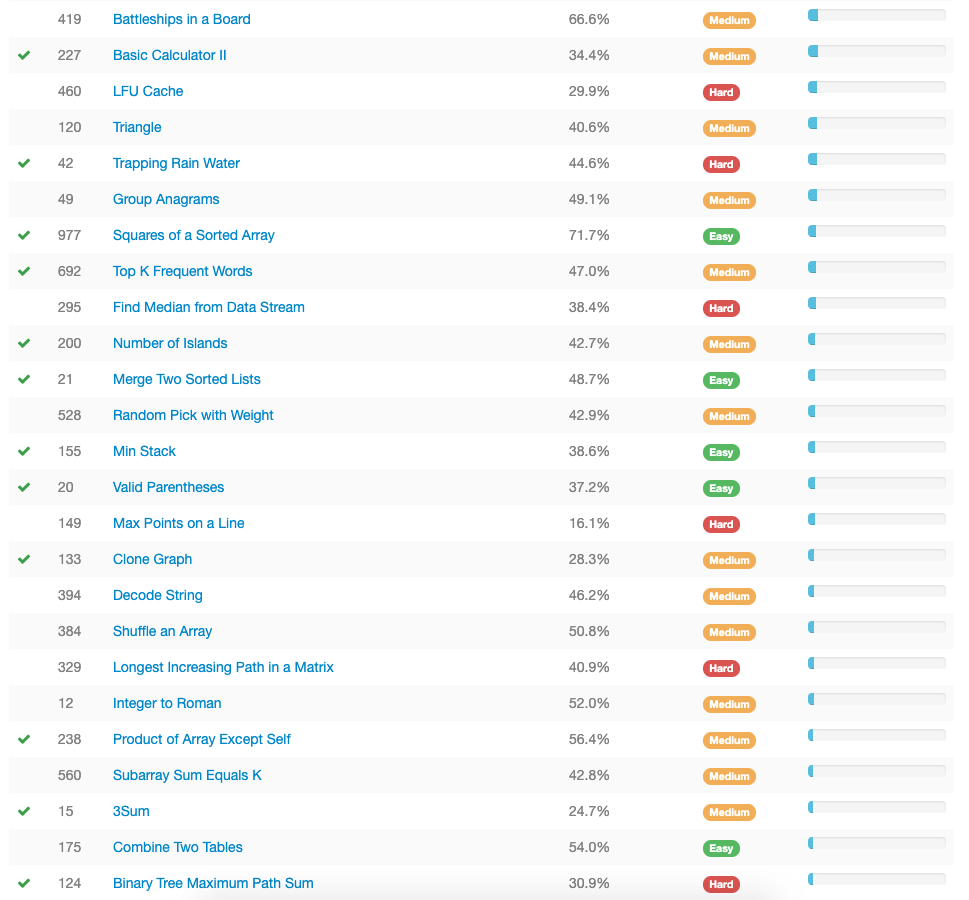 419 Battleships in a Board 66.6% Medium
227 Basic Calculator II 34.4% Medium
460 LFU Cache 29.9% Hard
120 Triangle 40.6% Medium
42 Trapping Rain Water 44.6% Hard
49 Group Anagrams 49.1% Medium
977 Squares of a Sorted Array 71.7% Easy
692 Top K Frequent Words 47.0% Medium
295 Find Median from Data Stream 38.4% Hard
200 Number of Islands 42.7% Medium
21 Merge Two Sorted Lists 48.7% Easy
528 Random Pick with Weight 42.9% Medium
155 Min Stack 38.6% Easy
20 Valid Parentheses 37.2% Easy
149 Max Points on a Line 16.1% Hard
133 Clone Graph 28.3% Medium
394 Decode String 46.2% Medium
384 Shuffle an Array 50.8% Medium
329 Longest Increasing Path in a Matrix 40.9% Hard
12 Integer to Roman 52.0% Medium
238 Product of Array Except Self 56.4% Medium
560 Subarray Sum Equals K 42.8% Medium
15 3Sum 24.7% Medium
175 Combine Two Tables 54.0% Easy
124 Binary Tree Maximum Path Sum 30.9% Hard